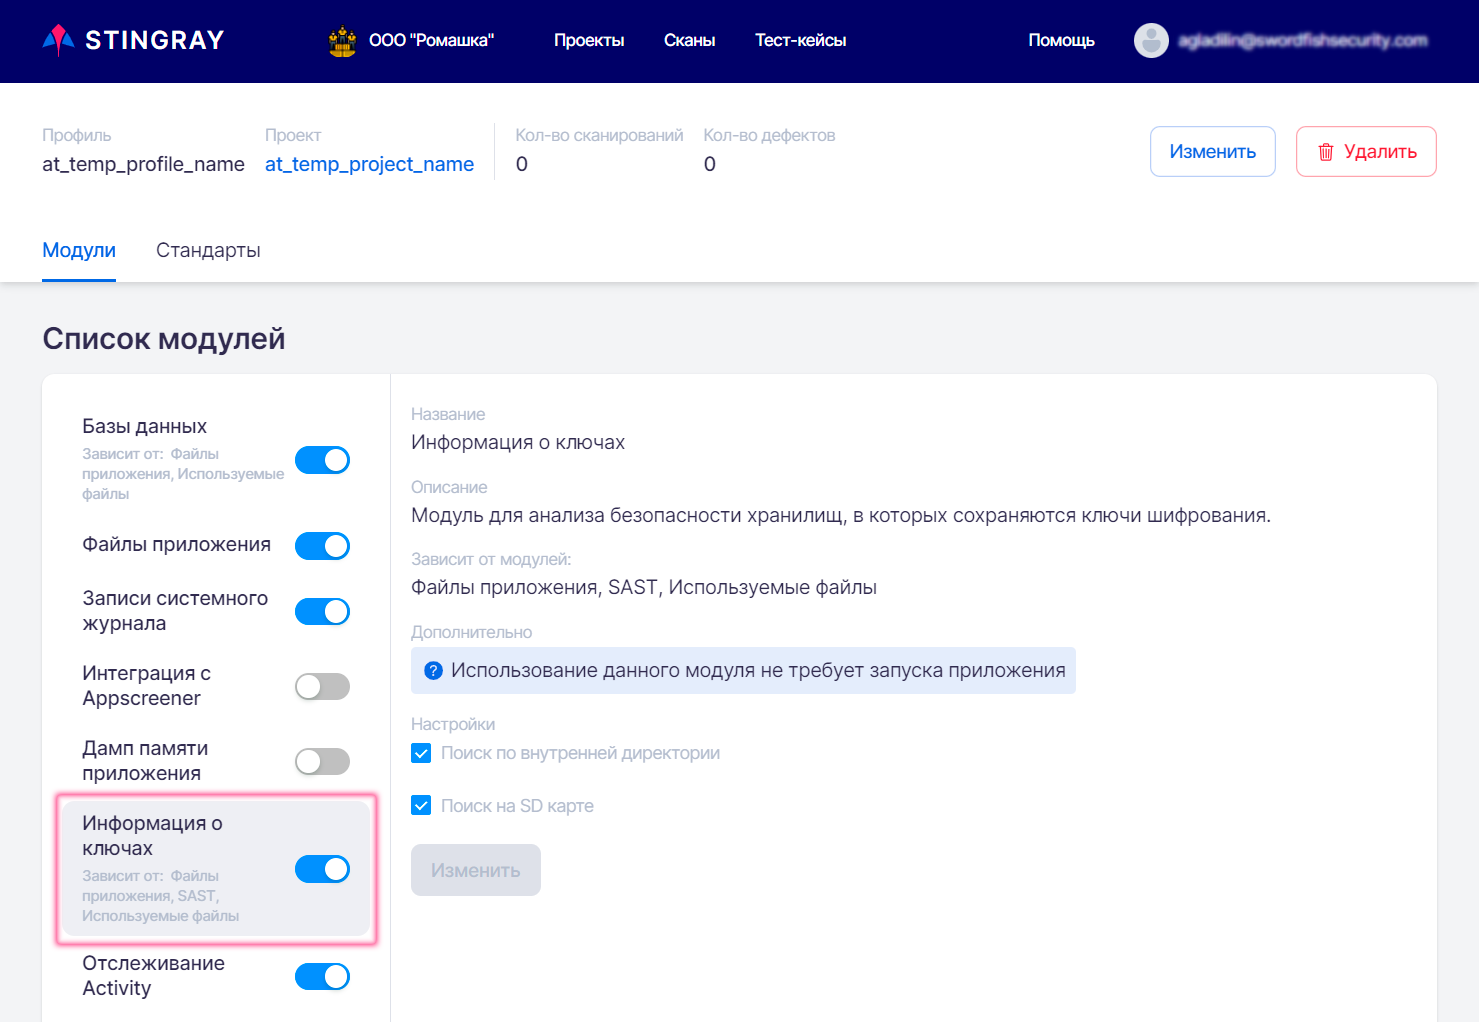 STINGRAY
ООО "Ромашка"
Проекты
Сканы
Тест-кейсы
Помощь
Профиль
at_temp_profile_name
Проект
at_temp_project_name
Кол-во сканирований
0
Кол-во дефектов
0
Изменить
Удалить
Модули
Стандарты
Список модулей
Базы данных
Зависит от: Файлы
приложения, Используемые
файлы
Файлы приложения
Записи системного
журнала
Интеграция с
Appscreener
Дамп памяти
приложения
Информация о
ключах
Зависит от: Файлы
приложения, SAST,
Используемые файлы
Отслеживание
Activity
Название
Информация о ключах
Описание
Модуль для анализа безопасности хранилищ, в которых сохраняются ключи шифрования.
Зависит от модулей:
Файлы приложения, SAST, Используемые файлы
Дополнительно
Использование данного модуля не требует запуска приложения
Настройки
Поиск по внутренней директории
Поиск на SD карте
Изменить